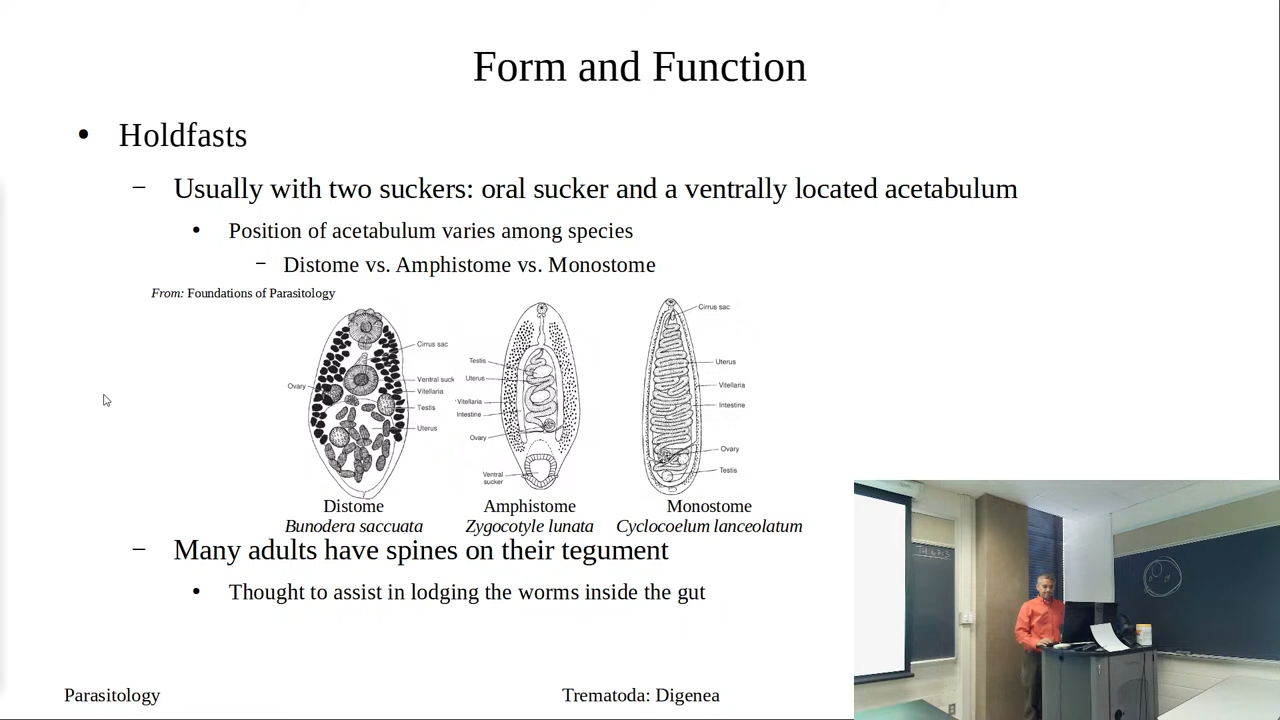 Form and Function
• Holdfasts
– Usually with two suckers: oral sucker and a ventrally located acetabulum
• Position of acetabulum varies among species
– Distome vs. Amphistome vs. Monostome
From: Foundations of Parasitology
Cirrus sac
Ventral suck
Ovary
Vitellaria
Testis
Uterus
Testis
Uterus
Vitellaria
Intestine
Ovary
Ventral
sucker
Cirrus sac
Uterus
Vitellaria
Intestine
Ovary
Testis
Distome
Bunodera saccuata
Amphistome
Zygocotyle lunata
Monostome
Cyclocoelum lanceolatum
– Many adults have spines on their tegument
• Thought to assist in lodging the worms inside the gut
Parasitology
Trematoda: Digenea